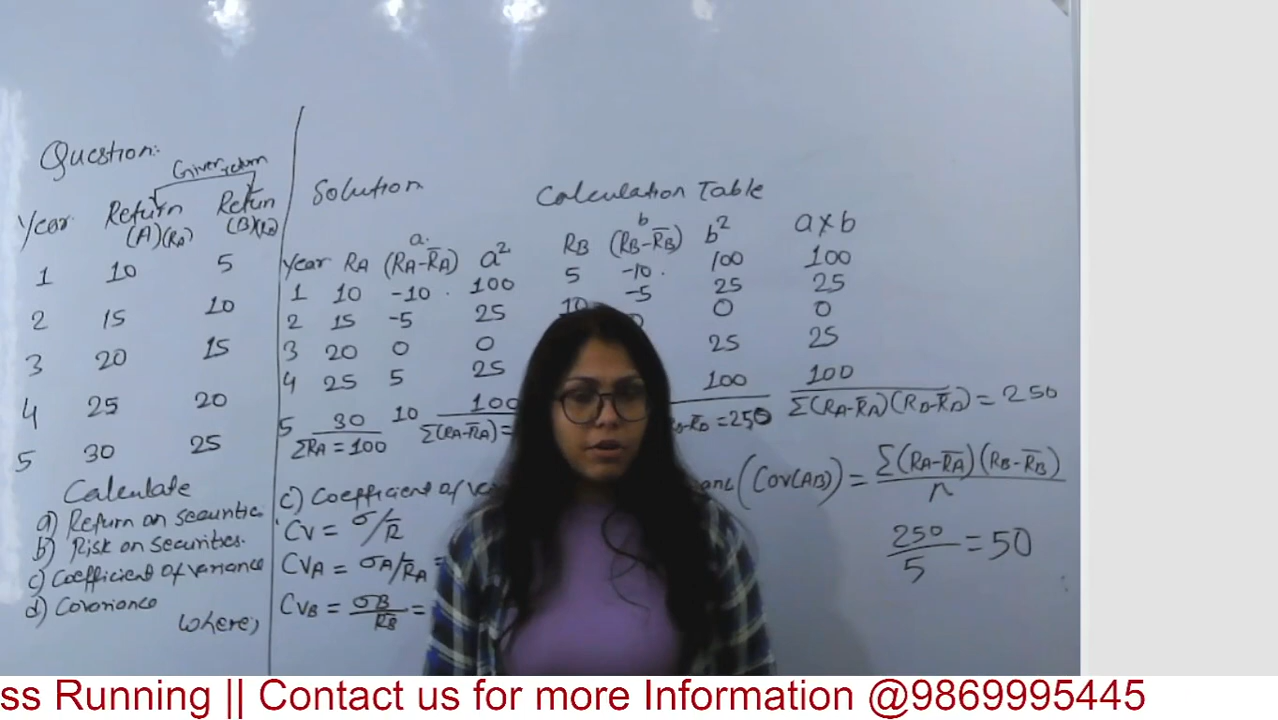 Question:
Given return
Year Return (A)(RA) Return (B)(RB)
1 10 5
2 15 10
3 20 15
4 25 20
5 30 25
Calculate
a) Return on securities
b) Risk on securities.
c) Coefficient of variance
d) Covariance
where,
Solution
Calculation Table
a. b
Year RA (RA-R̅A) a² RB (RB-R̅B) b² a×b
1 10 -10 100 5 -10 100 100
2 15 -5 25 10 -5 25 25
3 20 0 0 0 0 0
4 25 5 25 25 25
5 30 10 100 100 100
ΣRA = 100 Σ(RA-R̅A)= =250 Σ(RA-R̅A)(RB-R̅B) = 250
c) Coefficient of
CV = σ/R̅
CVA = σA/R̅A =
CVB = σB/R̅B =
(Cov(AB)) = Σ(RA-R̅A)(RB-R̅B)/n
250/5 = 50
ss Running || Contact us for more Information @9869995445